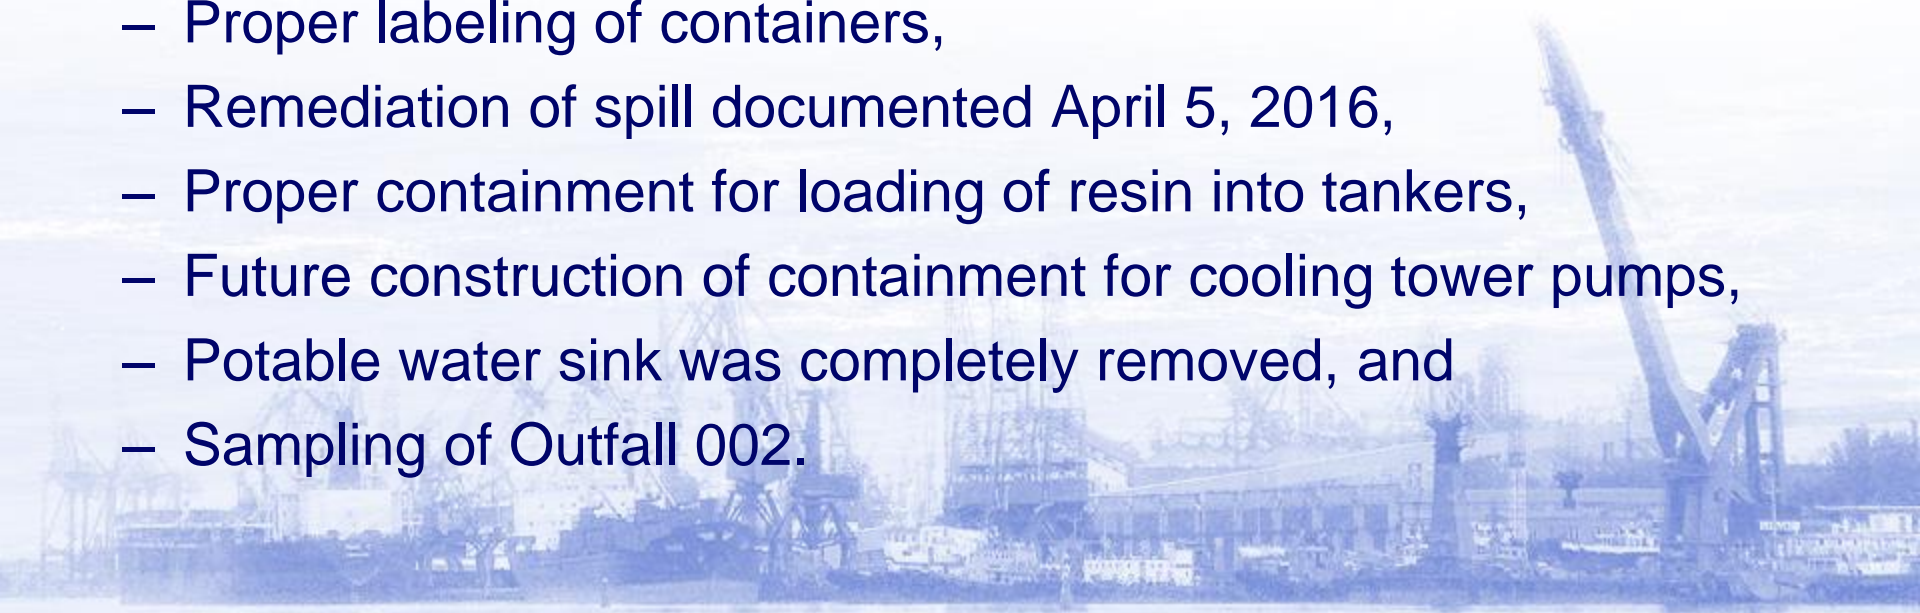 – Proper labeling of containers,
– Remediation of spill documented April 5, 2016,
– Proper containment for loading of resin into tankers,
– Future construction of containment for cooling tower pumps,
– Potable water sink was completely removed, and
– Sampling of Outfall 002.